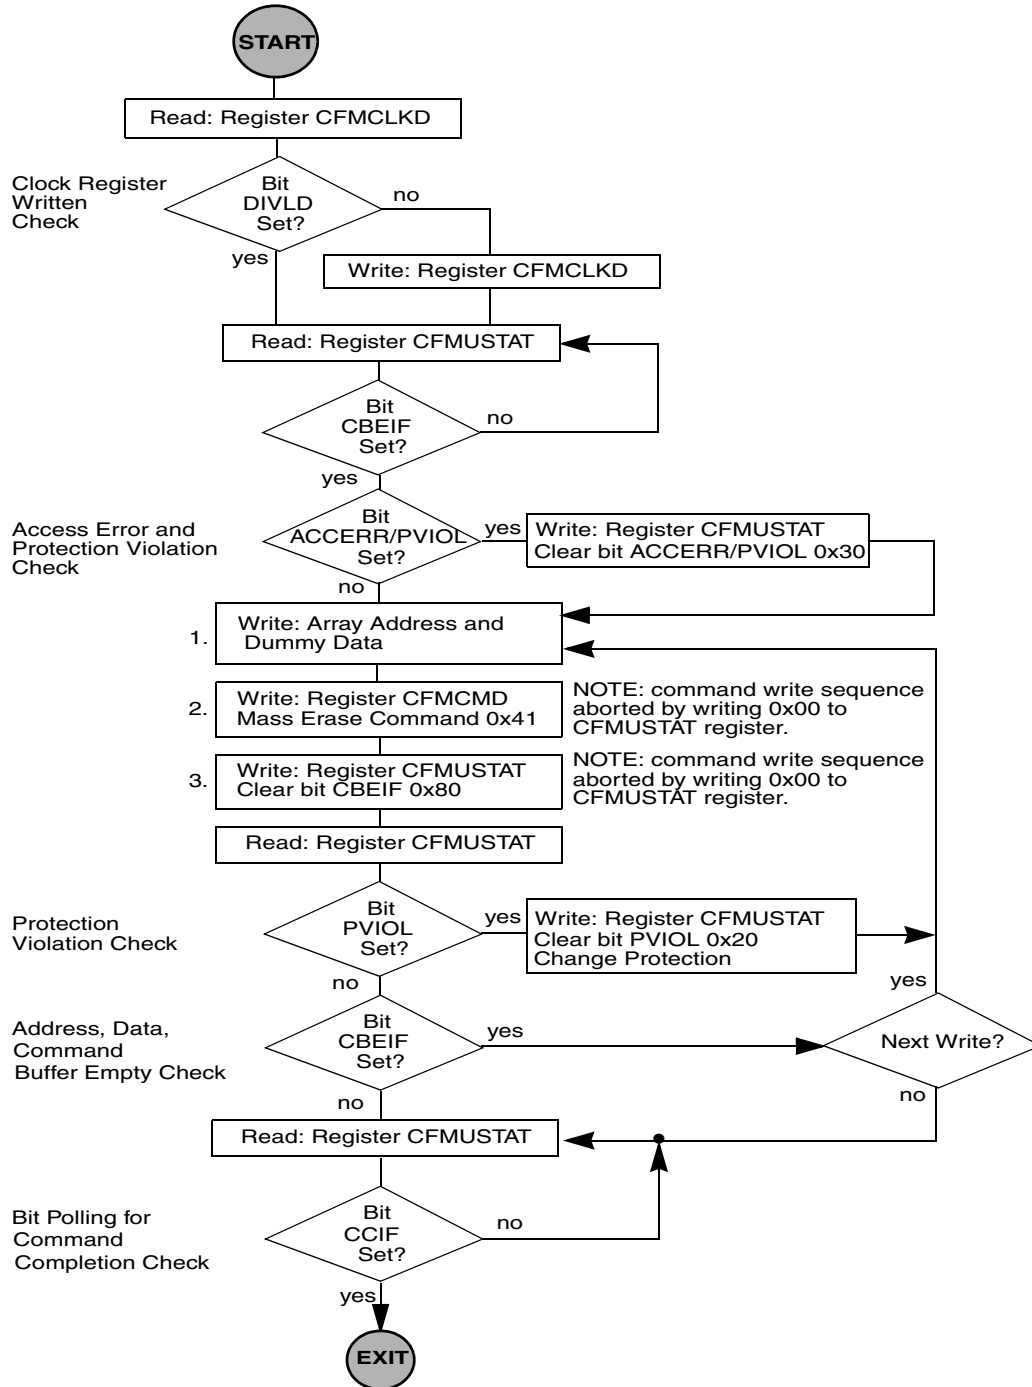 START
Read: Register CFMCLKD
Clock Register
Written
Check
Bit
DIVLD
Set?
no
yes
Write: Register CFMCLKD
Read: Register CFMUSTAT
Bit
CBEIF
Set?
no
yes
Access Error and
Protection Violation
Check
Bit
ACCERR/PVIOL
Set?
yes
Write: Register CFMUSTAT
Clear bit ACCERR/PVIOL 0x30
no
1.
Write: Array Address and
Dummy Data
2.
Write: Register CFMCMD
Mass Erase Command 0x41
NOTE: command write sequence
aborted by writing 0x00 to
CFMUSTAT register.
3.
Write: Register CFMUSTAT
Clear bit CBEIF 0x80
NOTE: command write sequence
aborted by writing 0x00 to
CFMUSTAT register.
Read: Register CFMUSTAT
Protection
Violation Check
Bit
PVIOL
Set?
yes
Write: Register CFMUSTAT
Clear bit PVIOL 0x20
Change Protection
no
yes
Address, Data,
Command
Buffer Empty Check
Bit
CBEIF
Set?
yes
Next Write?
no
no
Read: Register CFMUSTAT
Bit Polling for
Command
Completion Check
Bit
CCIF
Set?
no
yes
EXIT